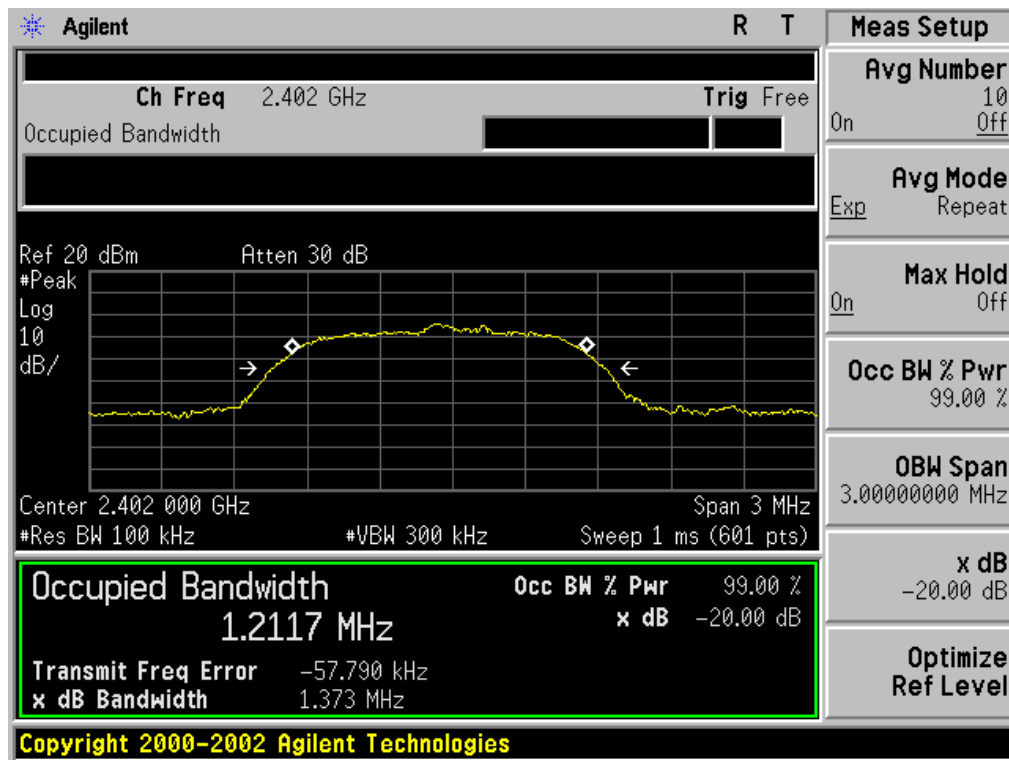 Agilent R T
Ch Freq 2.402 GHz Trig Free
Occupied Bandwidth
Ref 20 dBm Atten 30 dB
#Peak
Log
10
dB/
Center 2.402 000 GHz Span 3 MHz
#Res BW 100 kHz #VBW 300 kHz Sweep 1 ms (601 pts)
Occupied Bandwidth Occ BW % Pwr 99.00 %
1.2117 MHz x dB -20.00 dB
Transmit Freq Error -57.790 kHz
x dB Bandwidth 1.373 MHz
Copyright 2000-2002 Agilent Technologies
Meas Setup
Avg Number
10
On Off
Avg Mode
Exp Repeat
Max Hold
On Off
Occ BW % Pwr
99.00 %
OBW Span
3.00000000 MHz
x dB
-20.00 dB
Optimize
Ref Level